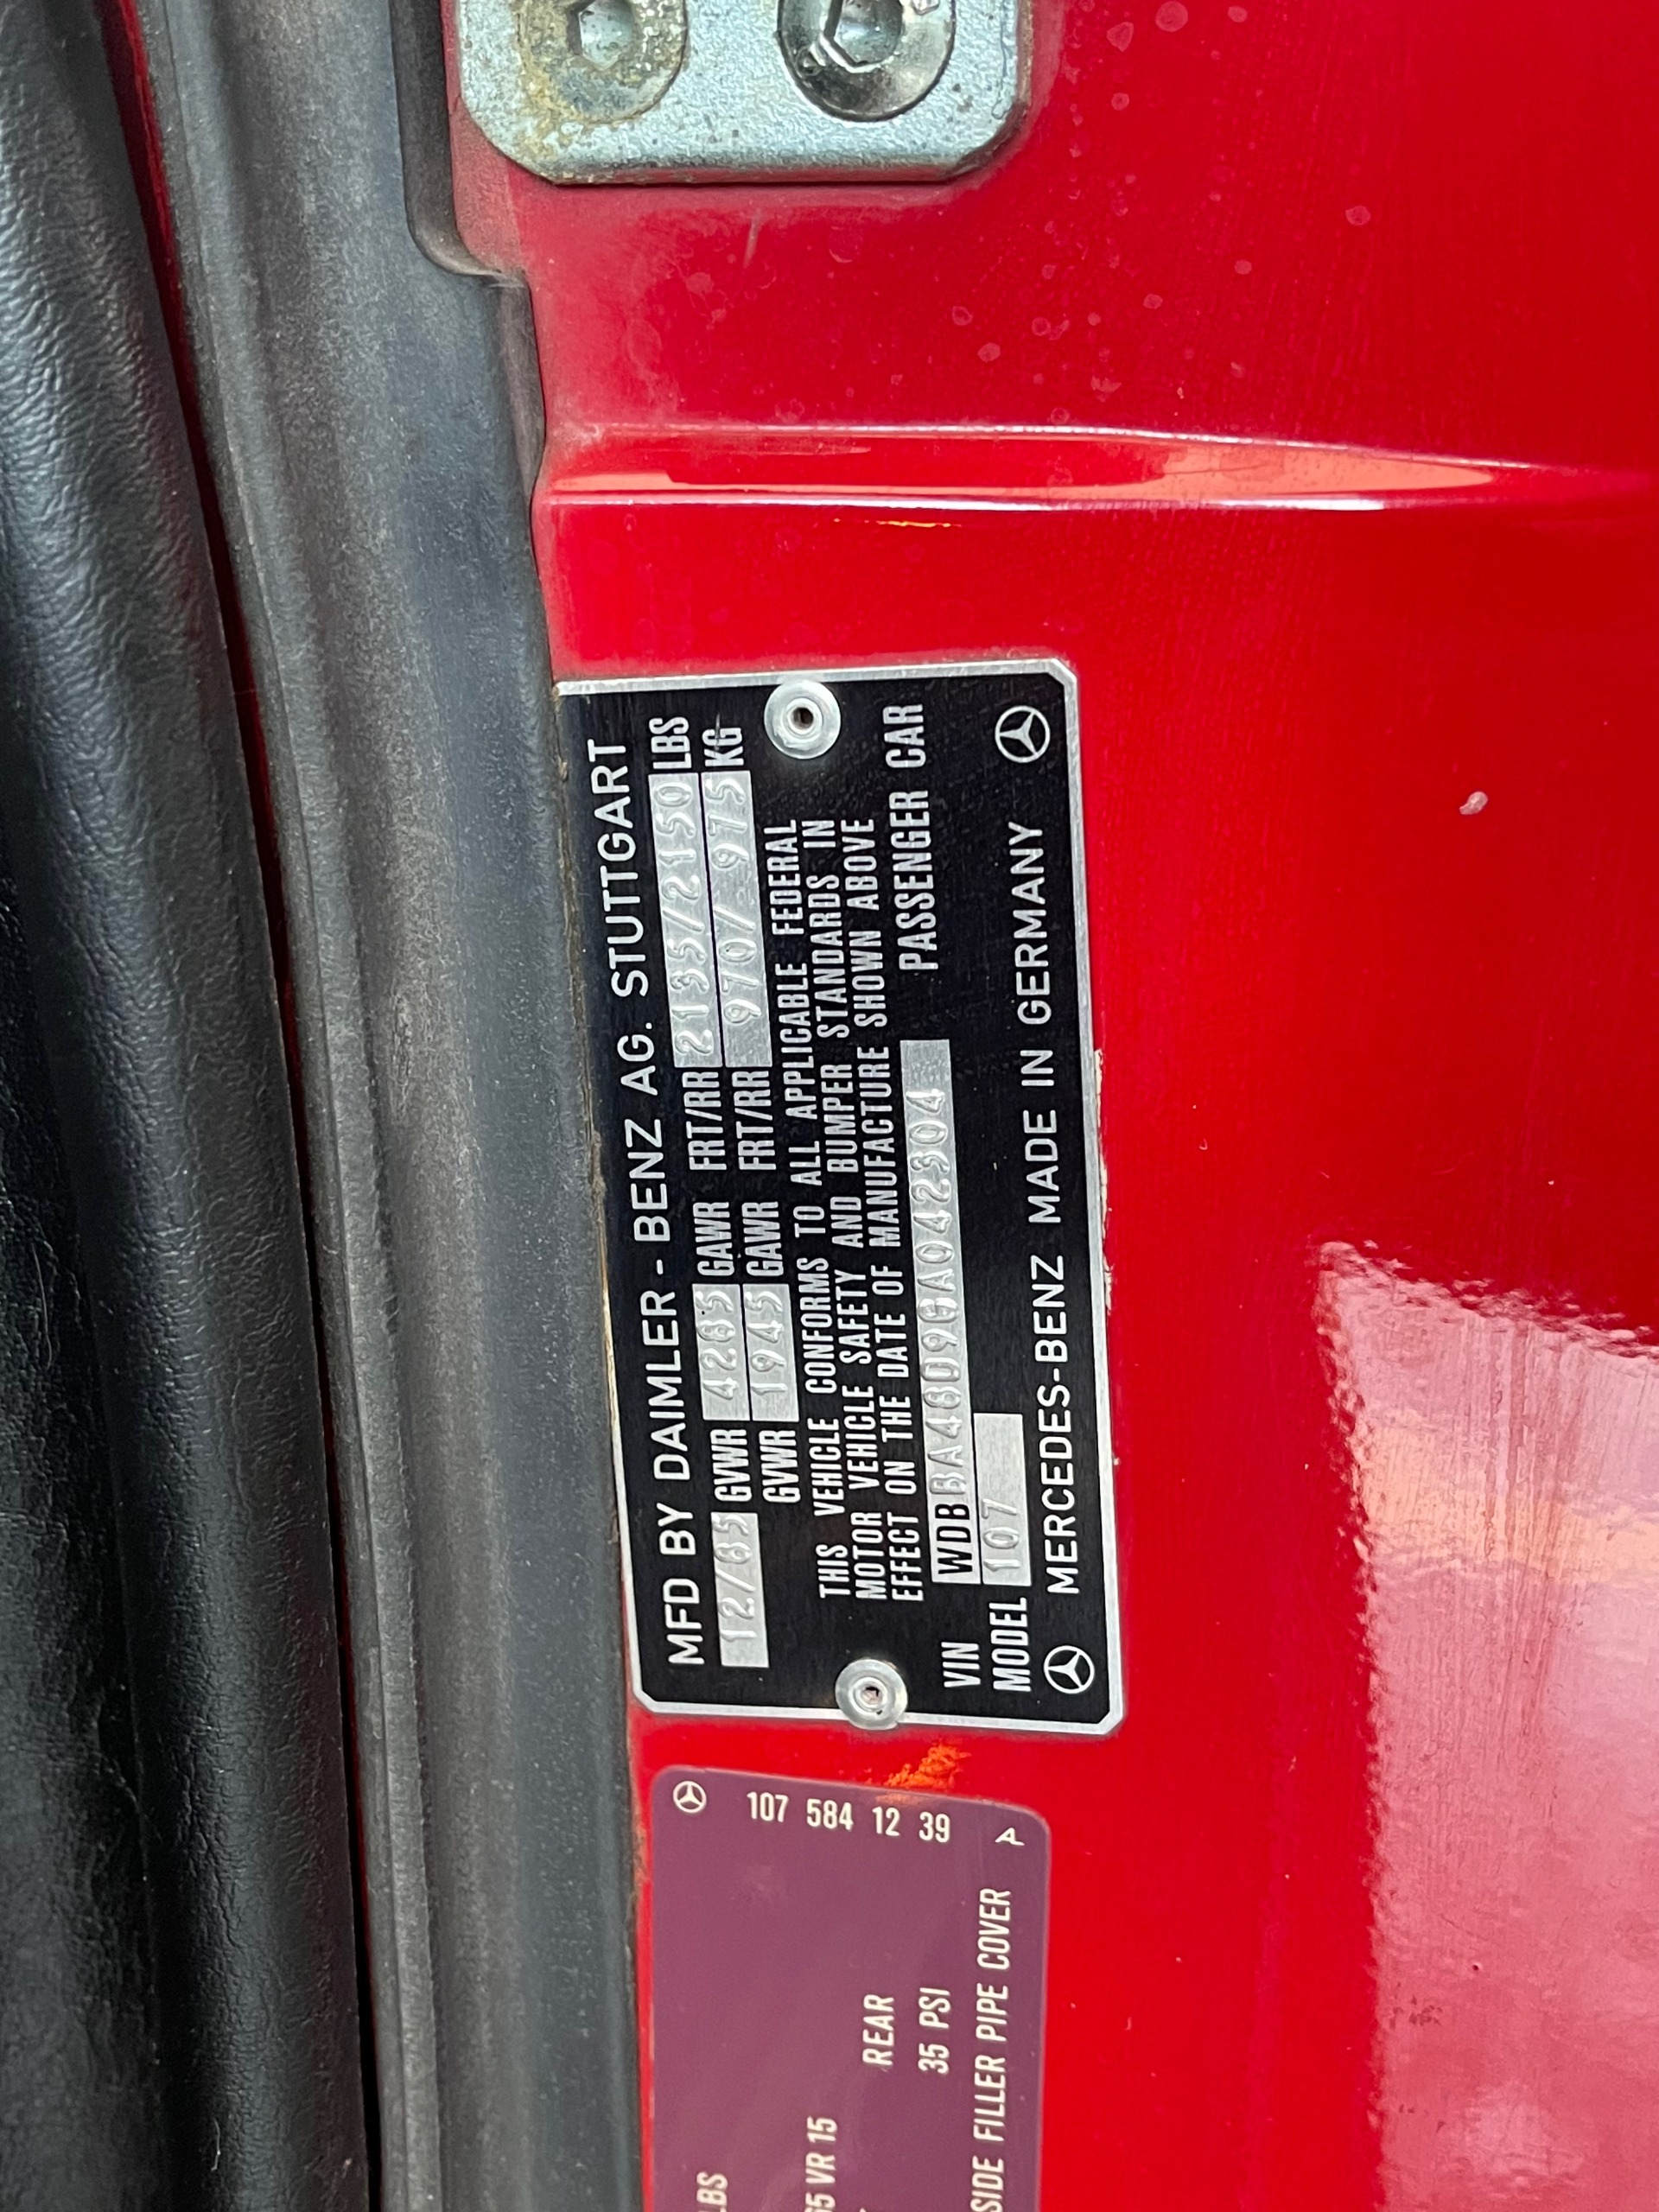 MFD BY DAIMLER - BENZ AG. STUTTGART
12/85 GVWR 4285 GAWR FRT/RR 2135/2150 LBS
GVWR 1945 GAWR FRT/RR 970/ 975 KG
THIS VEHICLE CONFORMS TO ALL APPLICABLE FEDERAL
MOTOR VEHICLE SAFETY AND BUMPER STANDARDS IN
EFFECT ON THE DATE OF MANUFACTURE SHOWN ABOVE
VIN WDB BA48D9GA042304 PASSENGER CAR
MODEL 107
MERCEDES-BENZ MADE IN GERMANY
107 584 12 39
A
LBS
VR 15
REAR
35 PSI
SIDE FILLER PIPE COVER